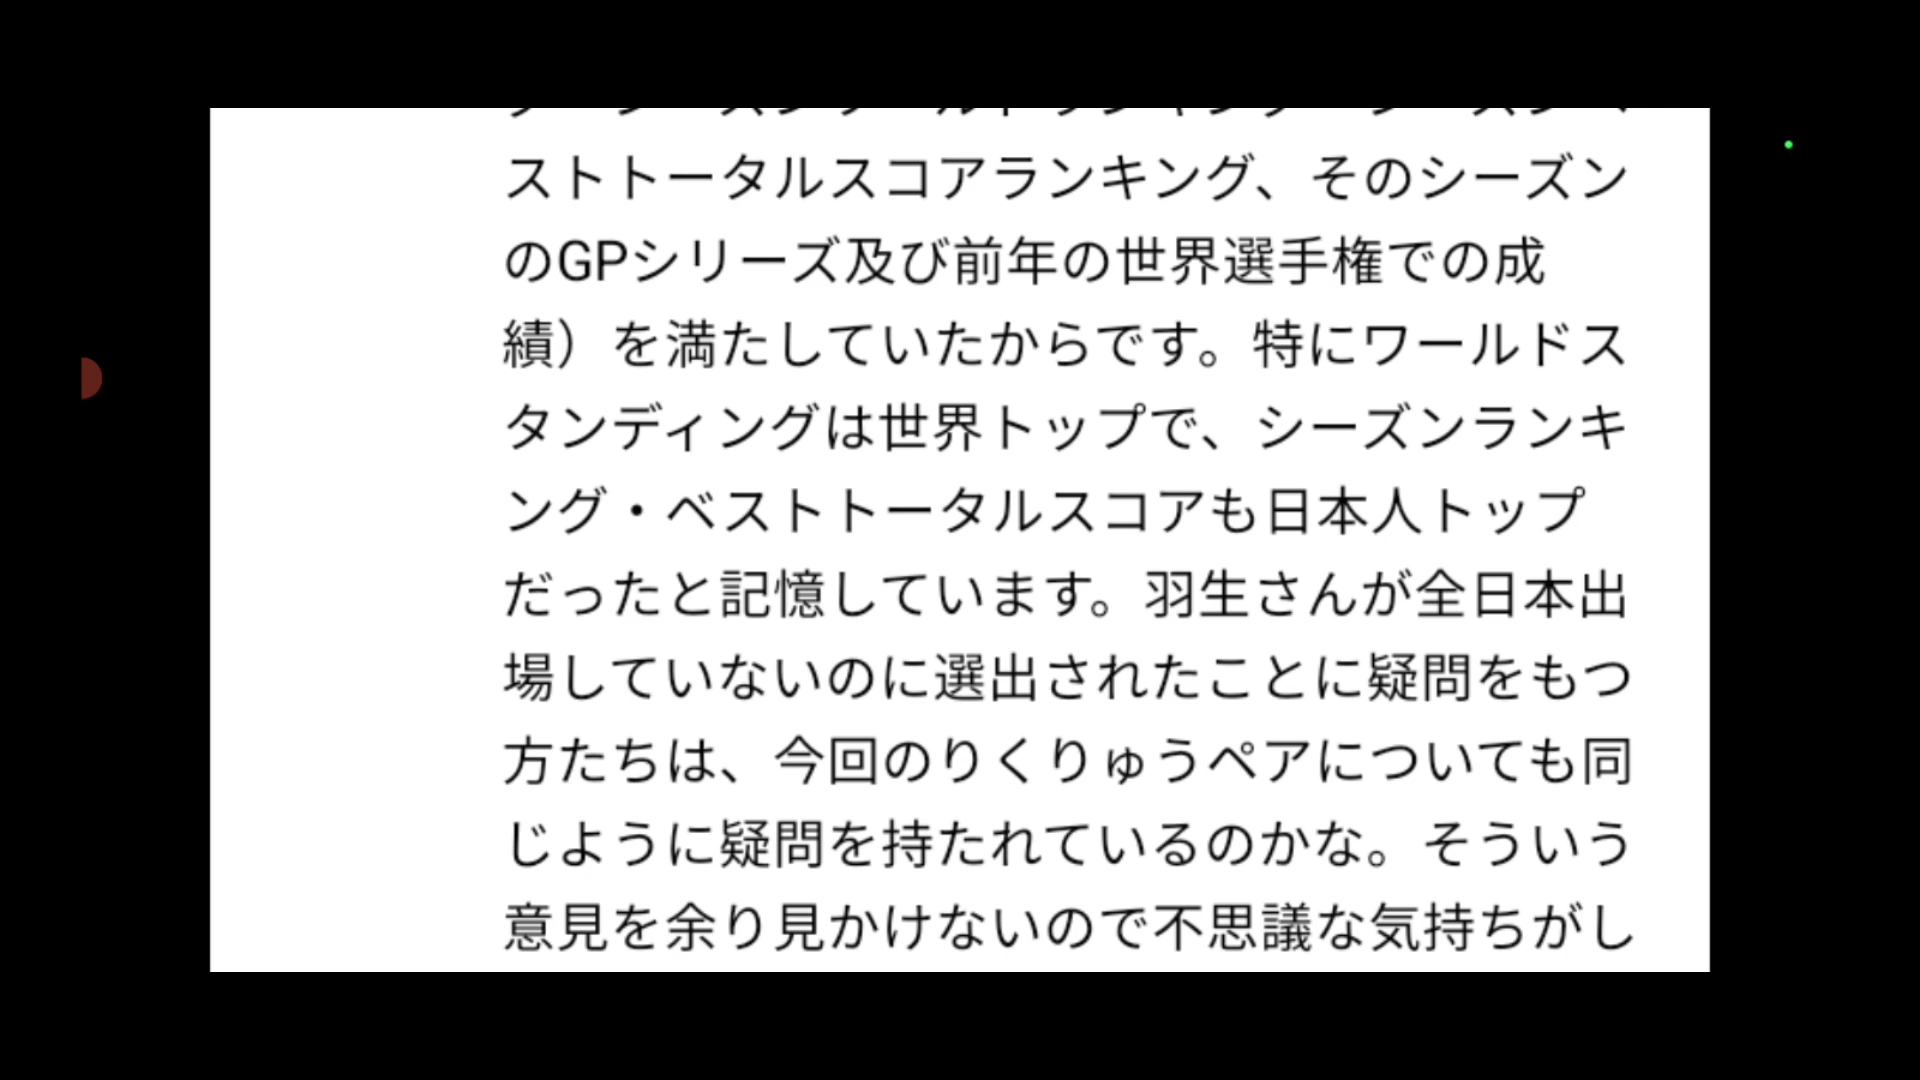 ストトータルスコアランキング、そのシーズン
のGPシリーズ及び前年の世界選手権での成
績）を満たしていたからです。特にワールドス
タンディングは世界トップで、シーズンランキ
ング・ベストトータルスコアも日本人トップ
だったと記憶しています。羽生さんが全日本出
場していないのに選出されたことに疑問をもつ
方たちは、今回のりくりゅうペアについても同
じように疑問を持たれているのかな。そういう
意見を余り見かけないので不思議な気持ちがし